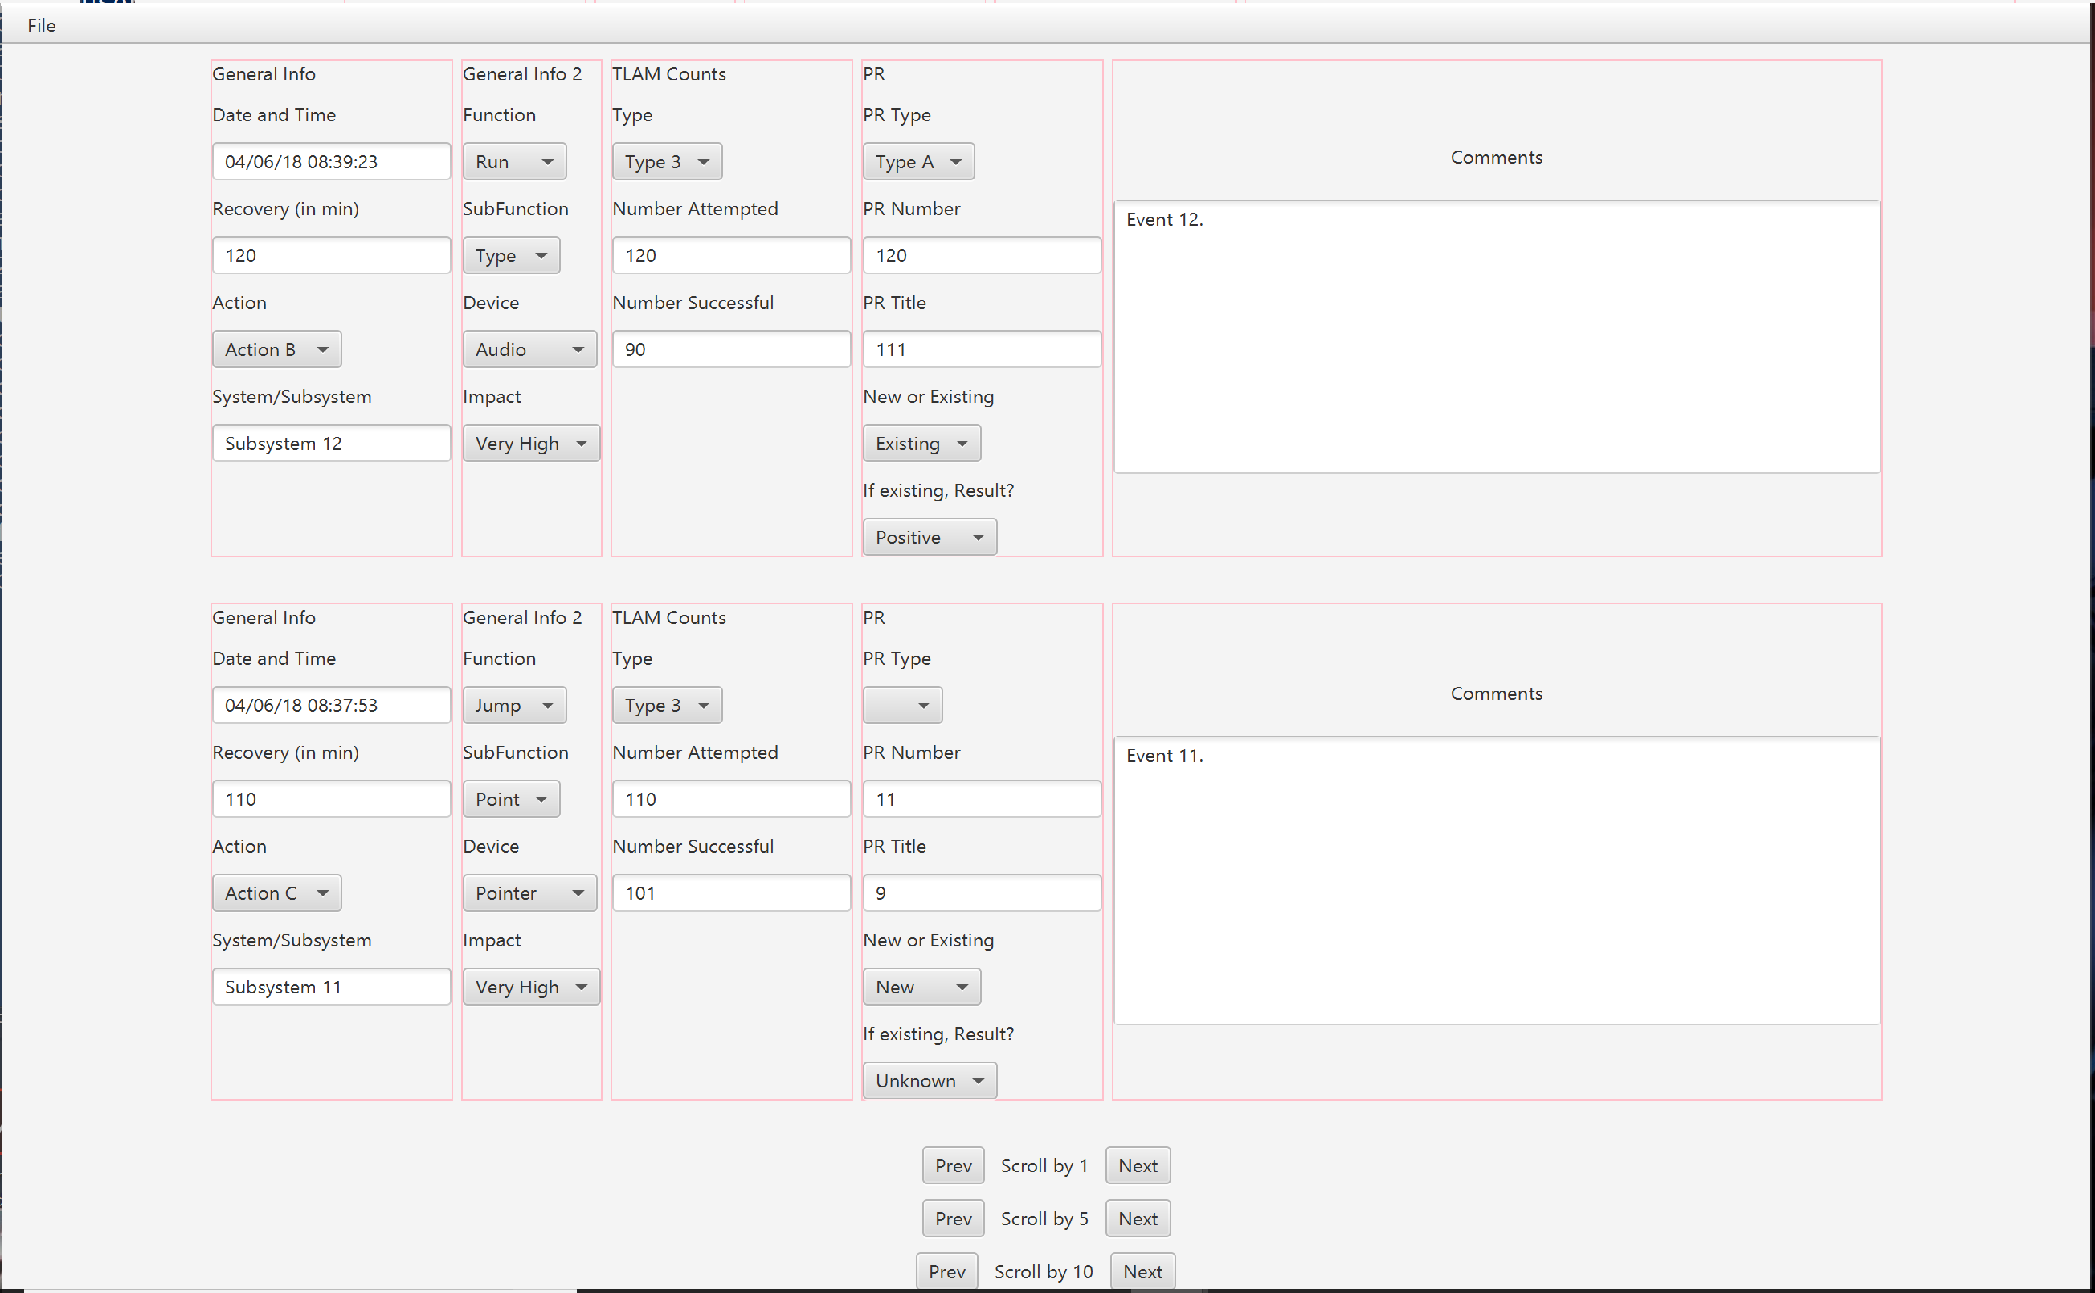 File
General Info
Date and Time
04/06/18 08:39:23
Recovery (in min)
120
Action
Action B
System/Subsystem
Subsystem 12
General Info 2
Function
Run
SubFunction
Type
Device
Audio
Impact
Very High
TLAM Counts
Type
Type 3
Number Attempted
120
Number Successful
90
PR
PR Type
Type A
PR Number
120
PR Title
111
New or Existing
Existing
If existing, Result?
Positive
Comments
Event 12.
General Info
Date and Time
04/06/18 08:37:53
Recovery (in min)
110
Action
Action C
System/Subsystem
Subsystem 11
General Info 2
Function
Jump
SubFunction
Point
Device
Pointer
Impact
Very High
TLAM Counts
Type
Type 3
Number Attempted
110
Number Successful
101
PR
PR Type
PR Number
11
PR Title
9
New or Existing
New
If existing, Result?
Unknown
Comments
Event 11.
Prev Scroll by 1 Next
Prev Scroll by 5 Next
Prev Scroll by 10 Next